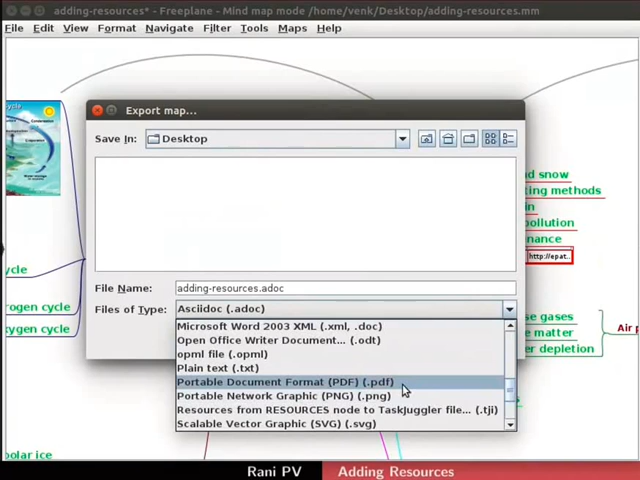 adding-resources* - Freeplane - Mind map mode /home/venk/Desktop/adding-resources.mm
File Edit View Format Navigate Filter Tools Maps Help
Export map...
Save In: Desktop
nd snow
ting methods
in
pollution
nance
http://epat...
File Name: adding-resources.adoc
Files of Type: Asciidoc (.adoc)
Microsoft Word 2003 XML (.xml, .doc)
Open Office Writer Document... (.odt)
opml file (.opml)
Plain text (.txt)
Portable Document Format (PDF) (.pdf)
Portable Network Graphic (PNG) (.png)
Resources from RESOURCES node to TaskJuggler file... (.tji)
Scalable Vector Graphic (SVG) (.svg)
ycle
rogen cycle
xygen cycle
se gases
e matter
er depletion
Air p
polar ice
Rani PV
Adding Resources